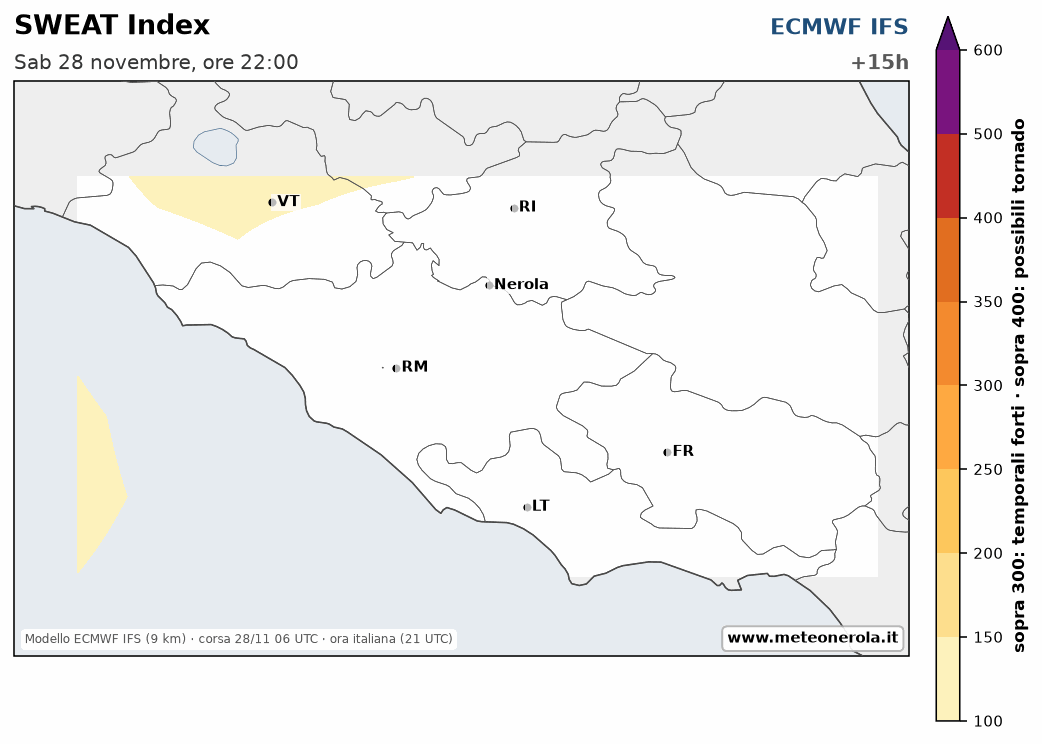 SWEAT Index
ECMWF IFS
Sab 28 novembre, ore 22:00
+15h
VT
RI
Nerola
RM
FR
LT
Modello ECMWF IFS (9 km) · corsa 28/11 06 UTC · ora italiana (21 UTC)
www.meteonerola.it
600
500
400
350
300
250
200
150
100
sopra 300: temporali forti · sopra 400: possibili tornado